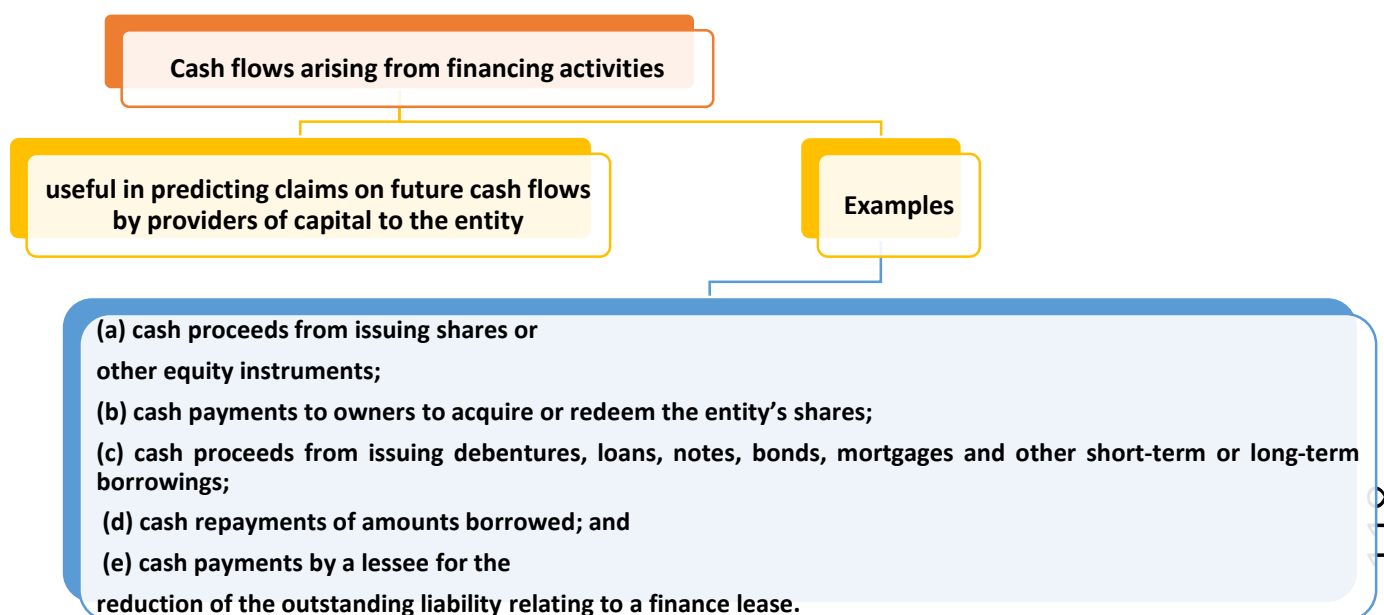 Cash flows arising from financing activities
useful in predicting claims on future cash flows
by providers of capital to the entity
Examples
(a) cash proceeds from issuing shares or
other equity instruments;
(b) cash payments to owners to acquire or redeem the entity’s shares;
(c) cash proceeds from issuing debentures, loans, notes, bonds, mortgages and other short-term or long-term
borrowings;
(d) cash repayments of amounts borrowed; and
(e) cash payments by a lessee for the
reduction of the outstanding liability relating to a finance lease.